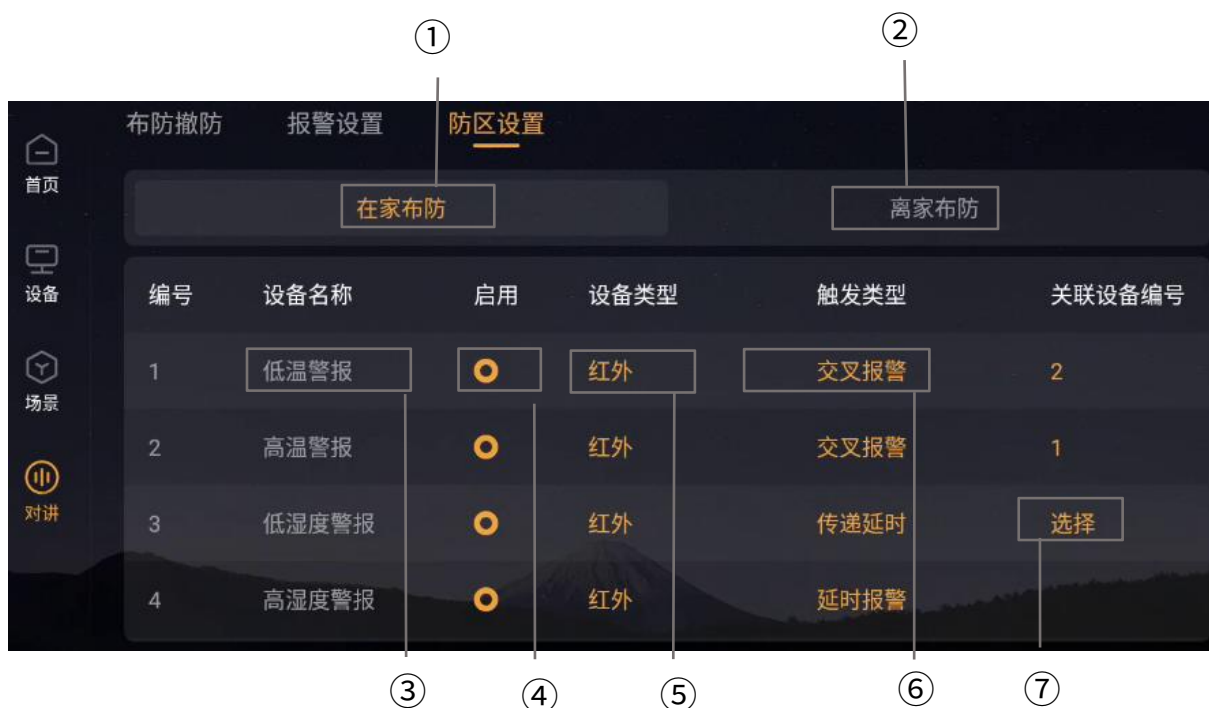 ① ②
布防撤防 报警设置 防区设置
首页
在家布防 离家布防
设备
编号 设备名称 启用 设备类型 触发类型 关联设备编号
1 低温警报 红外 交叉报警 2
场景
2 高温警报 红外 交叉报警 1
对讲
3 低湿度警报 红外 传递延时 选择
4 高湿度警报 红外 延时报警
③ ④ ⑤ ⑥ ⑦